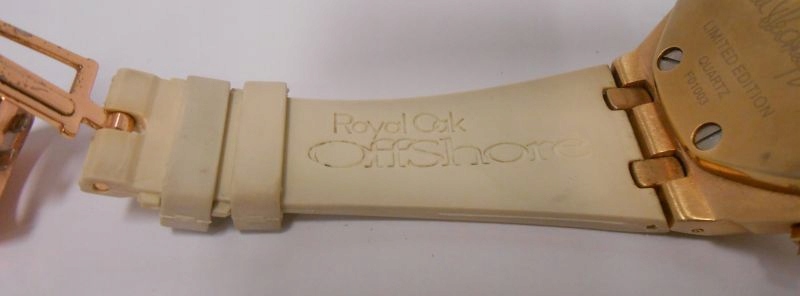 Royal Oak
OffShore
LIMITED EDITION
QUARTZ